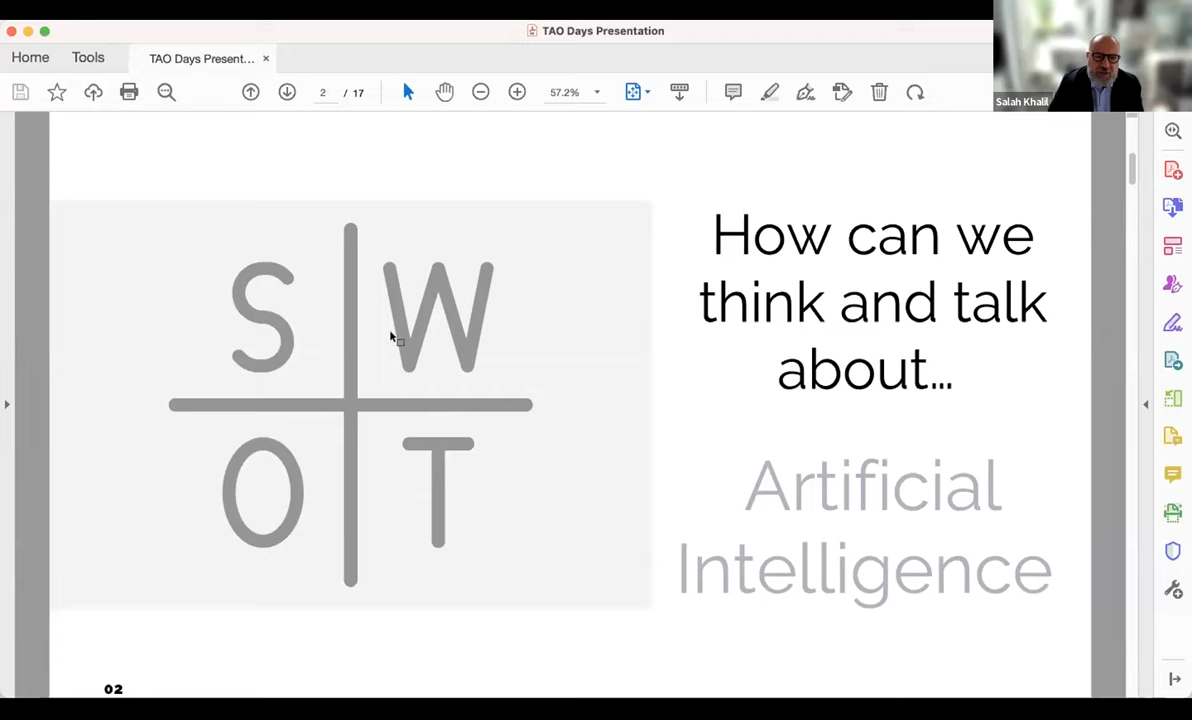 TAO Days Presentation
Home
Tools
TAO Days Present... ×
2 / 17
57.2%
Salah Khalil
S W
O T
How can we
think and talk
about...
Artificial
Intelligence
02